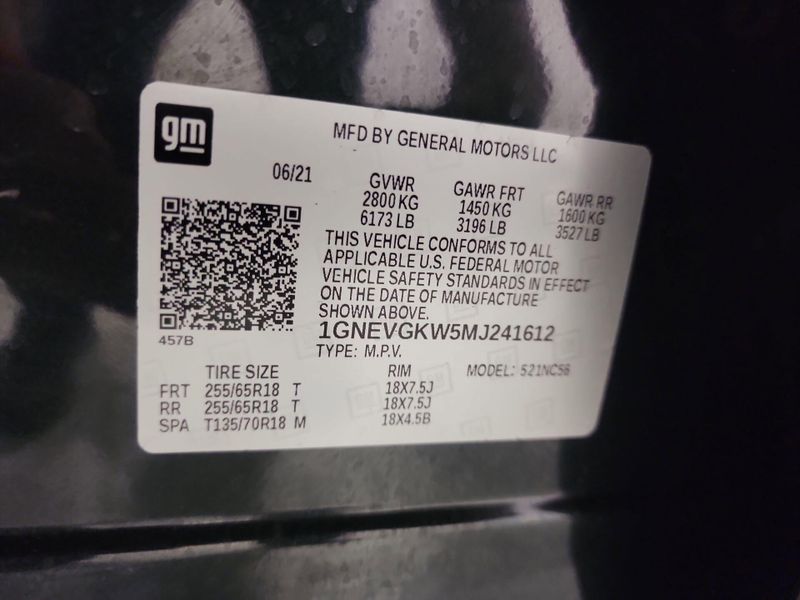 gm
MFD BY GENERAL MOTORS LLC
06/21 GVWR GAWR FRT GAWR RR
2800 KG 1450 KG 1600 KG
6173 LB 3196 LB 3527 LB
THIS VEHICLE CONFORMS TO ALL
APPLICABLE U.S. FEDERAL MOTOR
VEHICLE SAFETY STANDARDS IN EFFECT
ON THE DATE OF MANUFACTURE
SHOWN ABOVE.
1GNEVGKW5MJ241612
457B
TYPE: M.P.V.
TIRE SIZE RIM MODEL: 521NC56
FRT 255/65R18 T 18X7.5J
RR 255/65R18 T 18X7.5J
SPA T135/70R18 M 18X4.5B